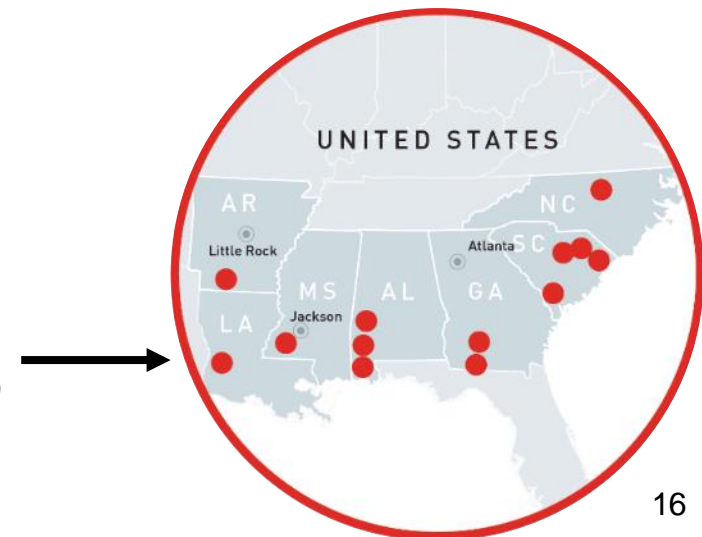 UNITED STATES
AR
NC
Little Rock
Atlanta
SC
MS
AL
GA
LA
Jackson
16